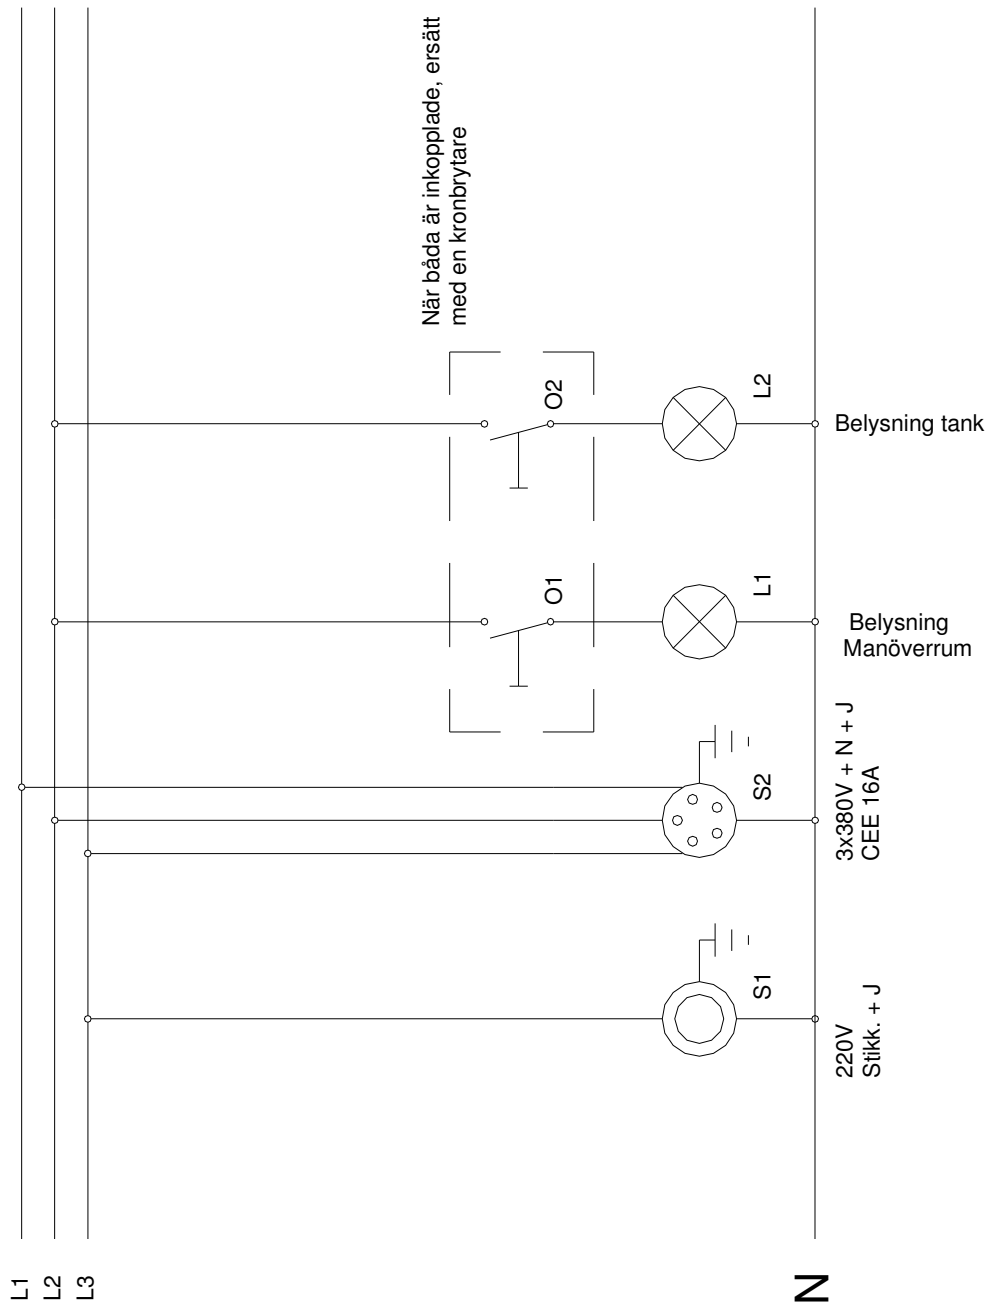 L1
L2
L3
N
När båda är inkopplade, ersätt
med en kronbrytare
O2
O1
L2
L1
S2
S1
Belysning tank
Belysning
Manöverrum
3x380V + N + J
CEE 16A
220V
Stikk. + J